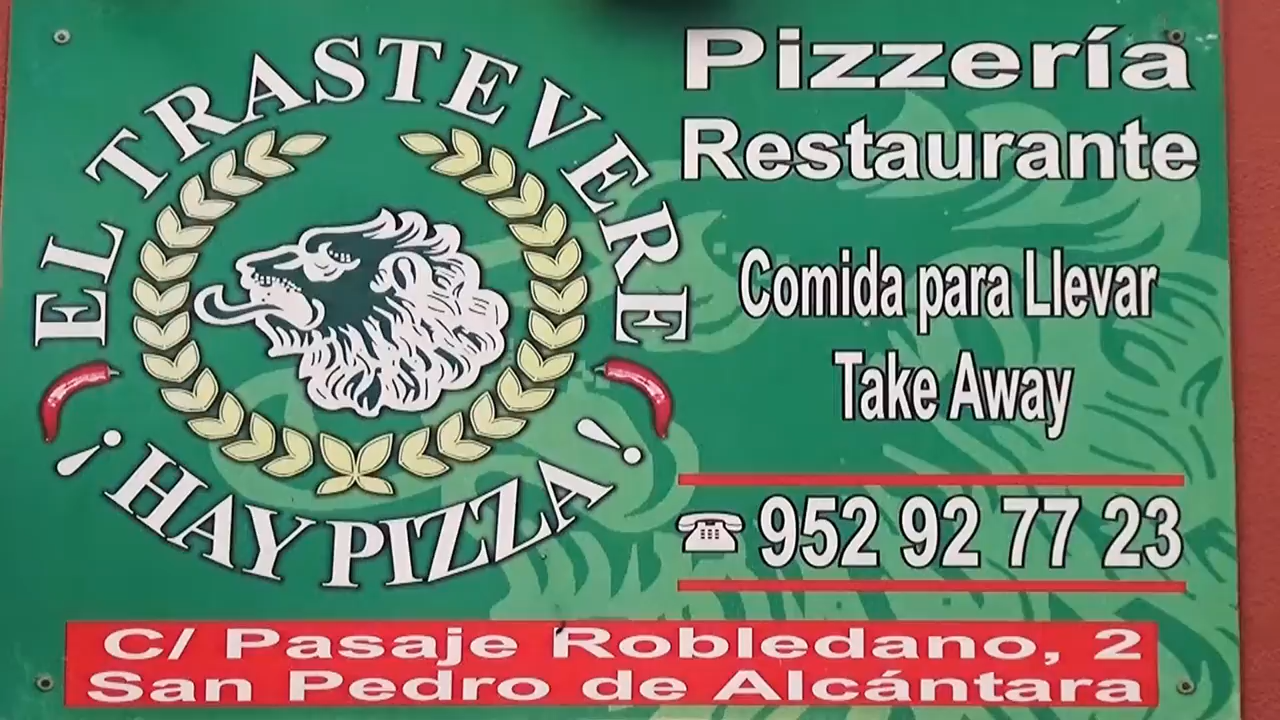 EL TRASTEVERE
¡HAY PIZZA!
Pizzería
Restaurante
Comida para Llevar
Take Away
952 92 77 23
C/ Pasaje Robledano, 2
San Pedro de Alcántara